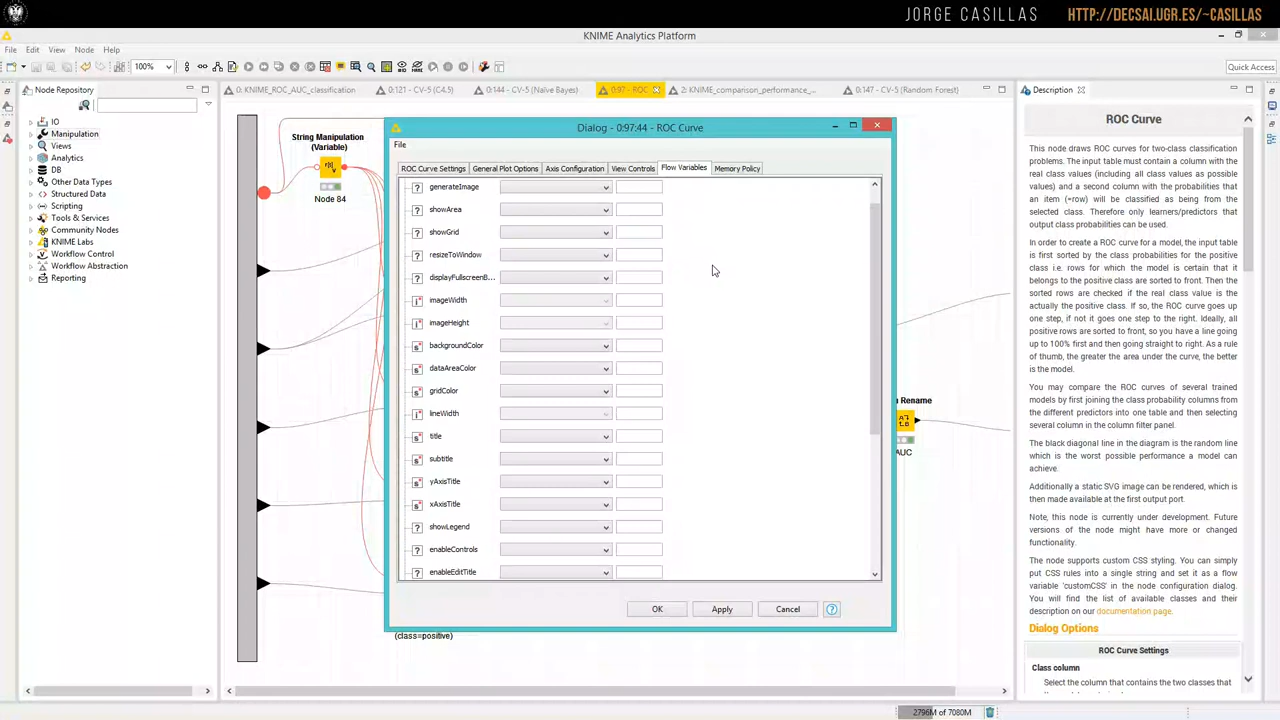 JORGE CASILLAS
HTTP://DECSAI.UGR.ES/~CASILLAS
KNIME Analytics Platform
File Edit View Node Help
100%
Quick Access
Node Repository
0: KNIME_ROC_AUC_classification
0:121 - CV-5 (C4.5)
0:144 - CV-5 (Naïve Bayes)
0:97 - ROC
2: KNIME_comparison_performance_...
0:147 - CV-5 (Random Forest)
Description
IO
Manipulation
Views
Analytics
DB
Other Data Types
Structured Data
Scripting
Tools & Services
Community Nodes
KNIME Labs
Workflow Control
Workflow Abstraction
Reporting
String Manipulation
(Variable)
Node 84
Dialog - 0:97:44 - ROC Curve
File
ROC Curve Settings General Plot Options Axis Configuration View Controls Flow Variables Memory Policy
generateImage
showArea
showGrid
resizeToWindow
displayFullscreenB...
imageWidth
imageHeight
backgroundColor
dataAreaColor
gridColor
lineWidth
title
subtitle
yAxisTitle
xAxisTitle
showLegend
enableControls
enableEditTitle
OK Apply Cancel
(class=positive)
Rename
AUC
ROC Curve
This node draws ROC curves for two-class classification
problems. The input table must contain a column with the
real class values (including all class values as possible
values) and a second column with the probabilities that
an item (=row) will be classified as being from the
selected class. Therefore only learners/predictors that
output class probabilities can be used.
In order to create a ROC curve for a model, the input table
is first sorted by the class probabilities for the positive
class i.e. rows for which the model is certain that it
belongs to the positive class are sorted to front. Then the
sorted rows are checked if the real class value is the
actually the positive class. If so, the ROC curve goes up
one step, if not it goes one step to the right. Ideally, all
positive rows are sorted to front, so you have a line going
up to 100% first and then going straight to right. As a rule
of thumb, the greater the area under the curve, the better
is the model.
You may compare the ROC curves of several trained
models by first joining the class probability columns from
the different predictors into one table and then selecting
several column in the column filter panel.
The black diagonal line in the diagram is the random line
which is the worst possible performance a model can
achieve.
Additionally a static SVG image can be rendered, which is
then made available at the first output port.
Note, this node is currently under development. Future
versions of the node might have more or changed
functionality.
The node supports custom CSS styling. You can simply
put CSS rules into a single string and set it as a flow
variable 'customCSS' in the node configuration dialog.
You will find the list of available classes and their
description on our documentation page.
Dialog Options
ROC Curve Settings
Class column
Select the column that contains the two classes that
2796M of 7080M